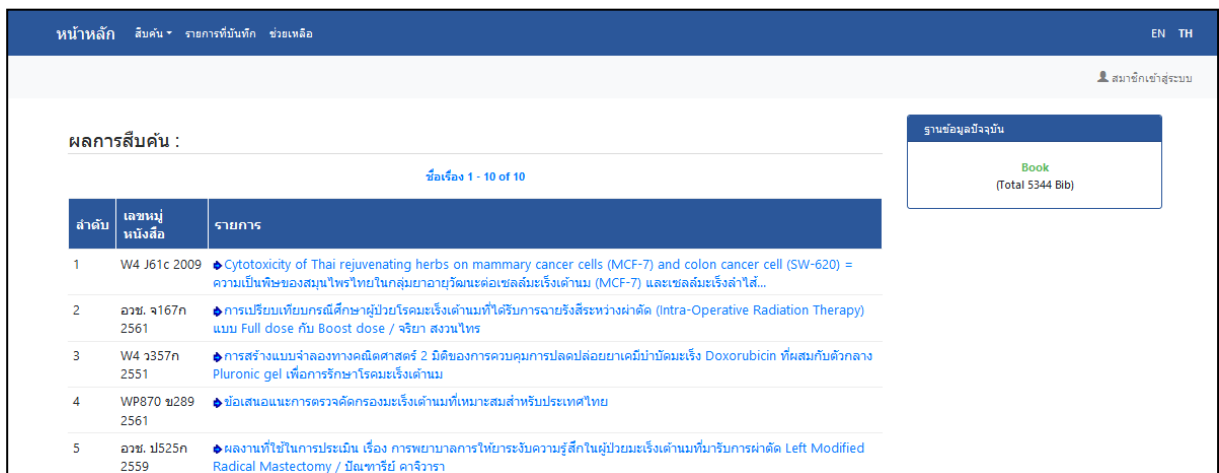 หน้าหลัก สืบค้น รายการที่บันทึก ช่วยเหลือ EN TH
สมาชิกเข้าสู่ระบบ
ผลการสืบค้น :
ชื่อเรื่อง 1 - 10 of 10
ลำดับ เลขหมู่หนังสือ รายการ
1 W4 J61c 2009 Cytotoxicity of Thai rejuvenating herbs on mammary cancer cells (MCF-7) and colon cancer cell (SW-620) =
ความเป็นพิษของสมุนไพรไทยในกลุ่มยาอายุวัฒนะต่อเซลล์มะเร็งเต้านม (MCF-7) และเซลล์มะเร็งลำไส้...
2 อวช. จ167ก 2561 การเปรียบเทียบกรณีศึกษาผู้ป่วยโรคมะเร็งเต้านมที่ได้รับการฉายรังสีระหว่างผ่าตัด (Intra-Operative Radiation Therapy)
แบบ Full dose กับ Boost dose / จริยา สงวนไทร
3 W4 ว357ก 2551 การสร้างแบบจำลองทางคณิตศาสตร์ 2 มิติของการควบคุมการปลดปล่อยยาเคมีบำบัดมะเร็ง Doxorubicin ที่ผสมกับตัวกลาง
Pluronic gel เพื่อการรักษาโรคมะเร็งเต้านม
4 WP870 ข289 2561 ข้อเสนอแนะการตรวจคัดกรองมะเร็งเต้านมที่เหมาะสมสำหรับประเทศไทย
5 อวช. ป525ก 2559 ผลงานที่ใช้ในการประเมิน เรื่อง การพยาบาลการให้ยาระงับความรู้สึกในผู้ป่วยมะเร็งเต้านมที่มารับการผ่าตัด Left Modified
Radical Mastectomy / ปัณฑารีย์ คาจิวารา
ฐานข้อมูลปัจจุบัน
Book
(Total 5344 Bib)